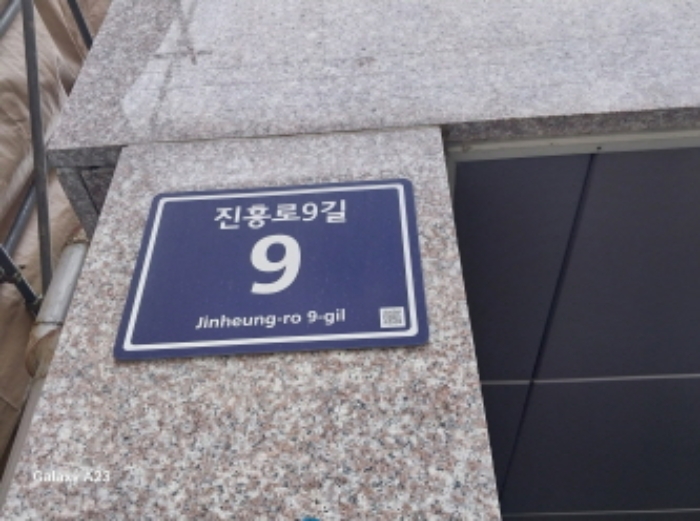 진흥로9길
9
Jinheung-ro 9-gil
Galaxy A23